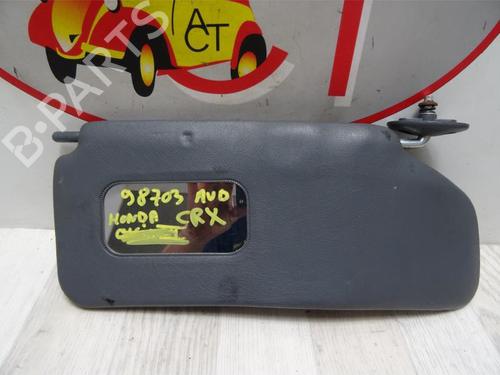 ACT
B-PARTS
98703 AVD
HONDA CRX